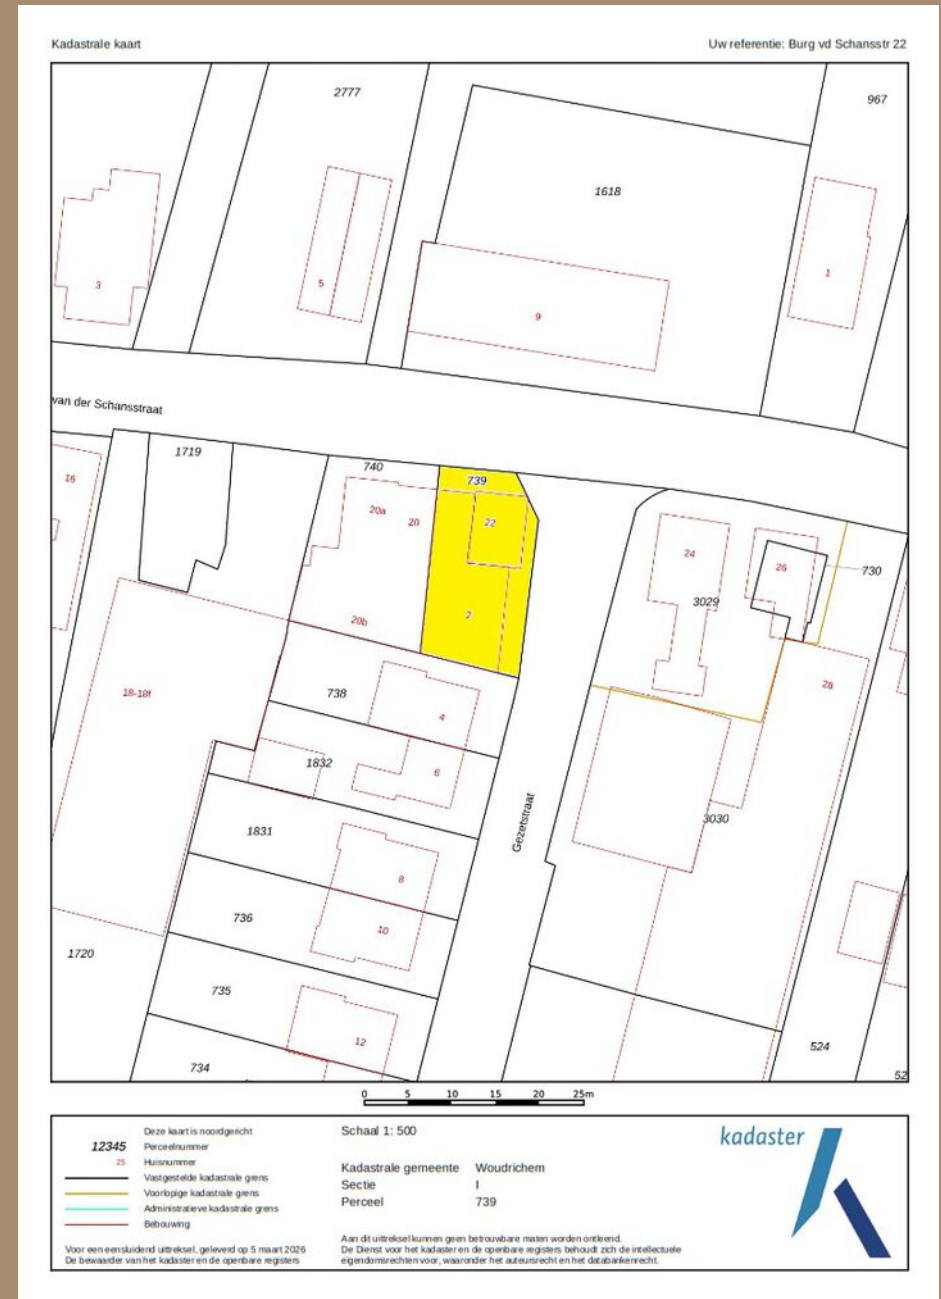 Kadastrale kaart
Uw referentie: Burg vd Schansstr 22
2777
967
1618
3
5
9
1
van der Schansstraat
1719
740
739
16
20a
20
22
24
26
730
3029
2
20b
18-18f
738
4
28
1832
6
Gezetstraat
3030
1831
8
736
10
1720
735
12
524
734
52
0 5 10 15 20 25m
Deze kaart is noordgericht
12345 Perceelnummer
25 Huisnummer
Vastgestelde kadastrale grens
Voorlopige kadastrale grens
Administratieve kadastrale grens
Bebouwing
Voor een eensluidend uittreksel, geleverd op 5 maart 2026
De bewaarder van het kadaster en de openbare registers
Schaal 1: 500
Kadastrale gemeente Woudrichem
Sectie I
Perceel 739
Aan dit uittreksel kunnen geen betrouwbare maten worden ontleend.
De Dienst voor het kadaster en de openbare registers behoudt zich de intellectuele
eigendomsrechten voor, waaronder het auteursrecht en het databankenrecht.
kadaster